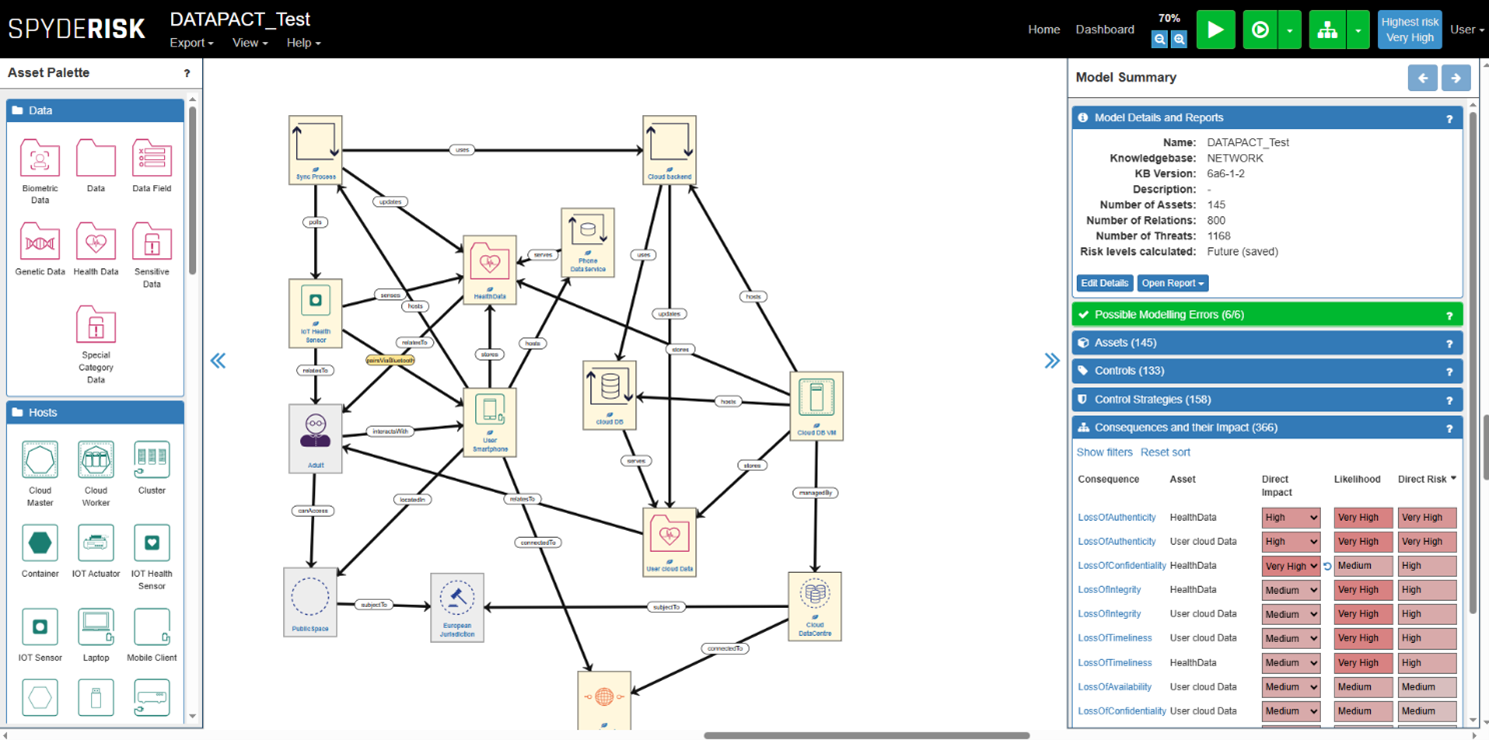 SPYDERISK
DATAPACT_Test
Export View Help
Home Dashboard
70%
Highest risk
Very High
User
Asset Palette ?
Data
Biometric Data
Data
Data Field
Genetic Data
Health Data
Sensitive Data
Special Category Data
Hosts
Cloud Master
Cloud Worker
Cluster
Container
IOT Actuator
IOT Health Sensor
IOT Sensor
Laptop
Mobile Client
Sync Process
uses
Cloud backend
polls
updates
HealthData
serves
Phone Data Service
uses
senses
hosts
IoT Health Sensor
relatesTo
pairsViaBluetooth
stores
hosts
updates
stores
hosts
relatesTo
Adult
interactsWith
User Smartphone
cloud DB
hosts
Cloud DB VM
canAccess
locatedIn
relatesTo
serves
stores
managedBy
connectedTo
User cloud Data
PublicSpace
subjectTo
European Jurisdiction
subjectTo
Cloud DataCentre
connectedTo
Model Summary
Model Details and Reports ?
Name: DATAPACT_Test
Knowledgebase: NETWORK
KB Version: 6a6-1-2
Description: -
Number of Assets: 145
Number of Relations: 800
Number of Threats: 1168
Risk levels calculated: Future (saved)
Edit Details Open Report
Possible Modelling Errors (6/6) ?
Assets (145) ?
Controls (133) ?
Control Strategies (158) ?
Consequences and their Impact (366) ?
Show filters Reset sort
Consequence Asset Direct Impact Likelihood Direct Risk
LossOfAuthenticity HealthData High Very High Very High
LossOfAuthenticity User cloud Data High Very High Very High
LossOfConfidentiality HealthData Very High Medium High
LossOfIntegrity HealthData Medium Very High High
LossOfIntegrity User cloud Data Medium Very High High
LossOfTimeliness User cloud Data Medium Very High High
LossOfTimeliness HealthData Medium Very High High
LossOfAvailability User cloud Data Medium Medium Medium
LossOfConfidentiality User cloud Data Medium Medium Medium